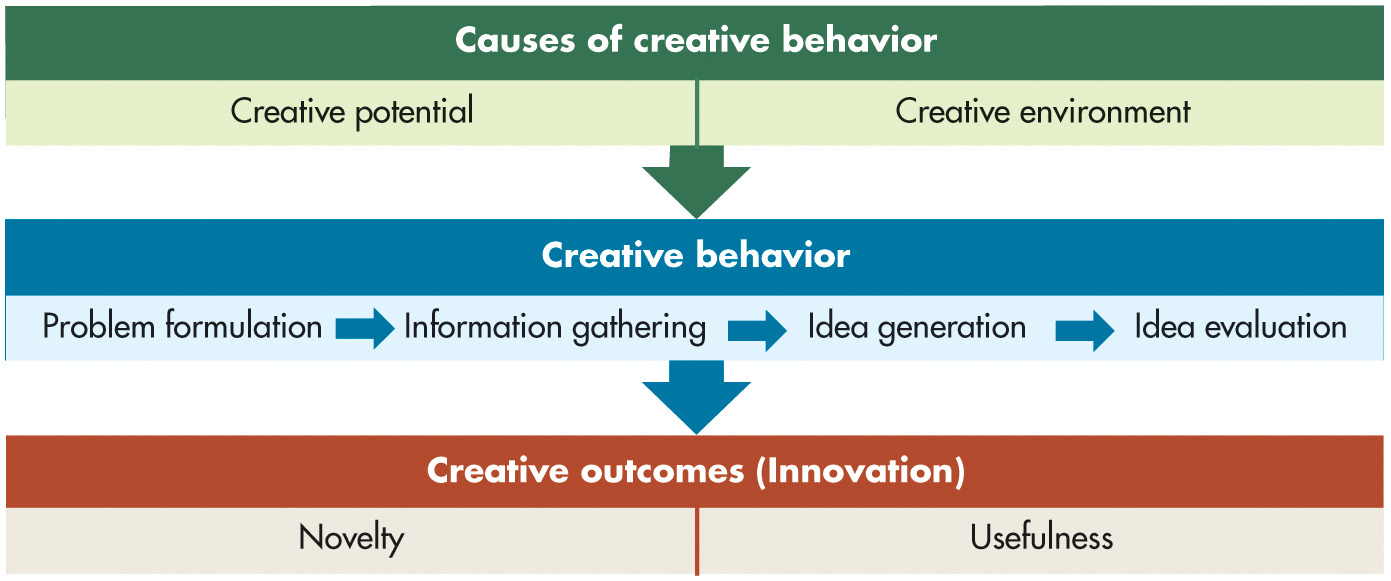 Causes of creative behavior
Creative potential
Creative environment
Creative behavior
Problem formulation
Information gathering
Idea generation
Idea evaluation
Creative outcomes (Innovation)
Novelty
Usefulness